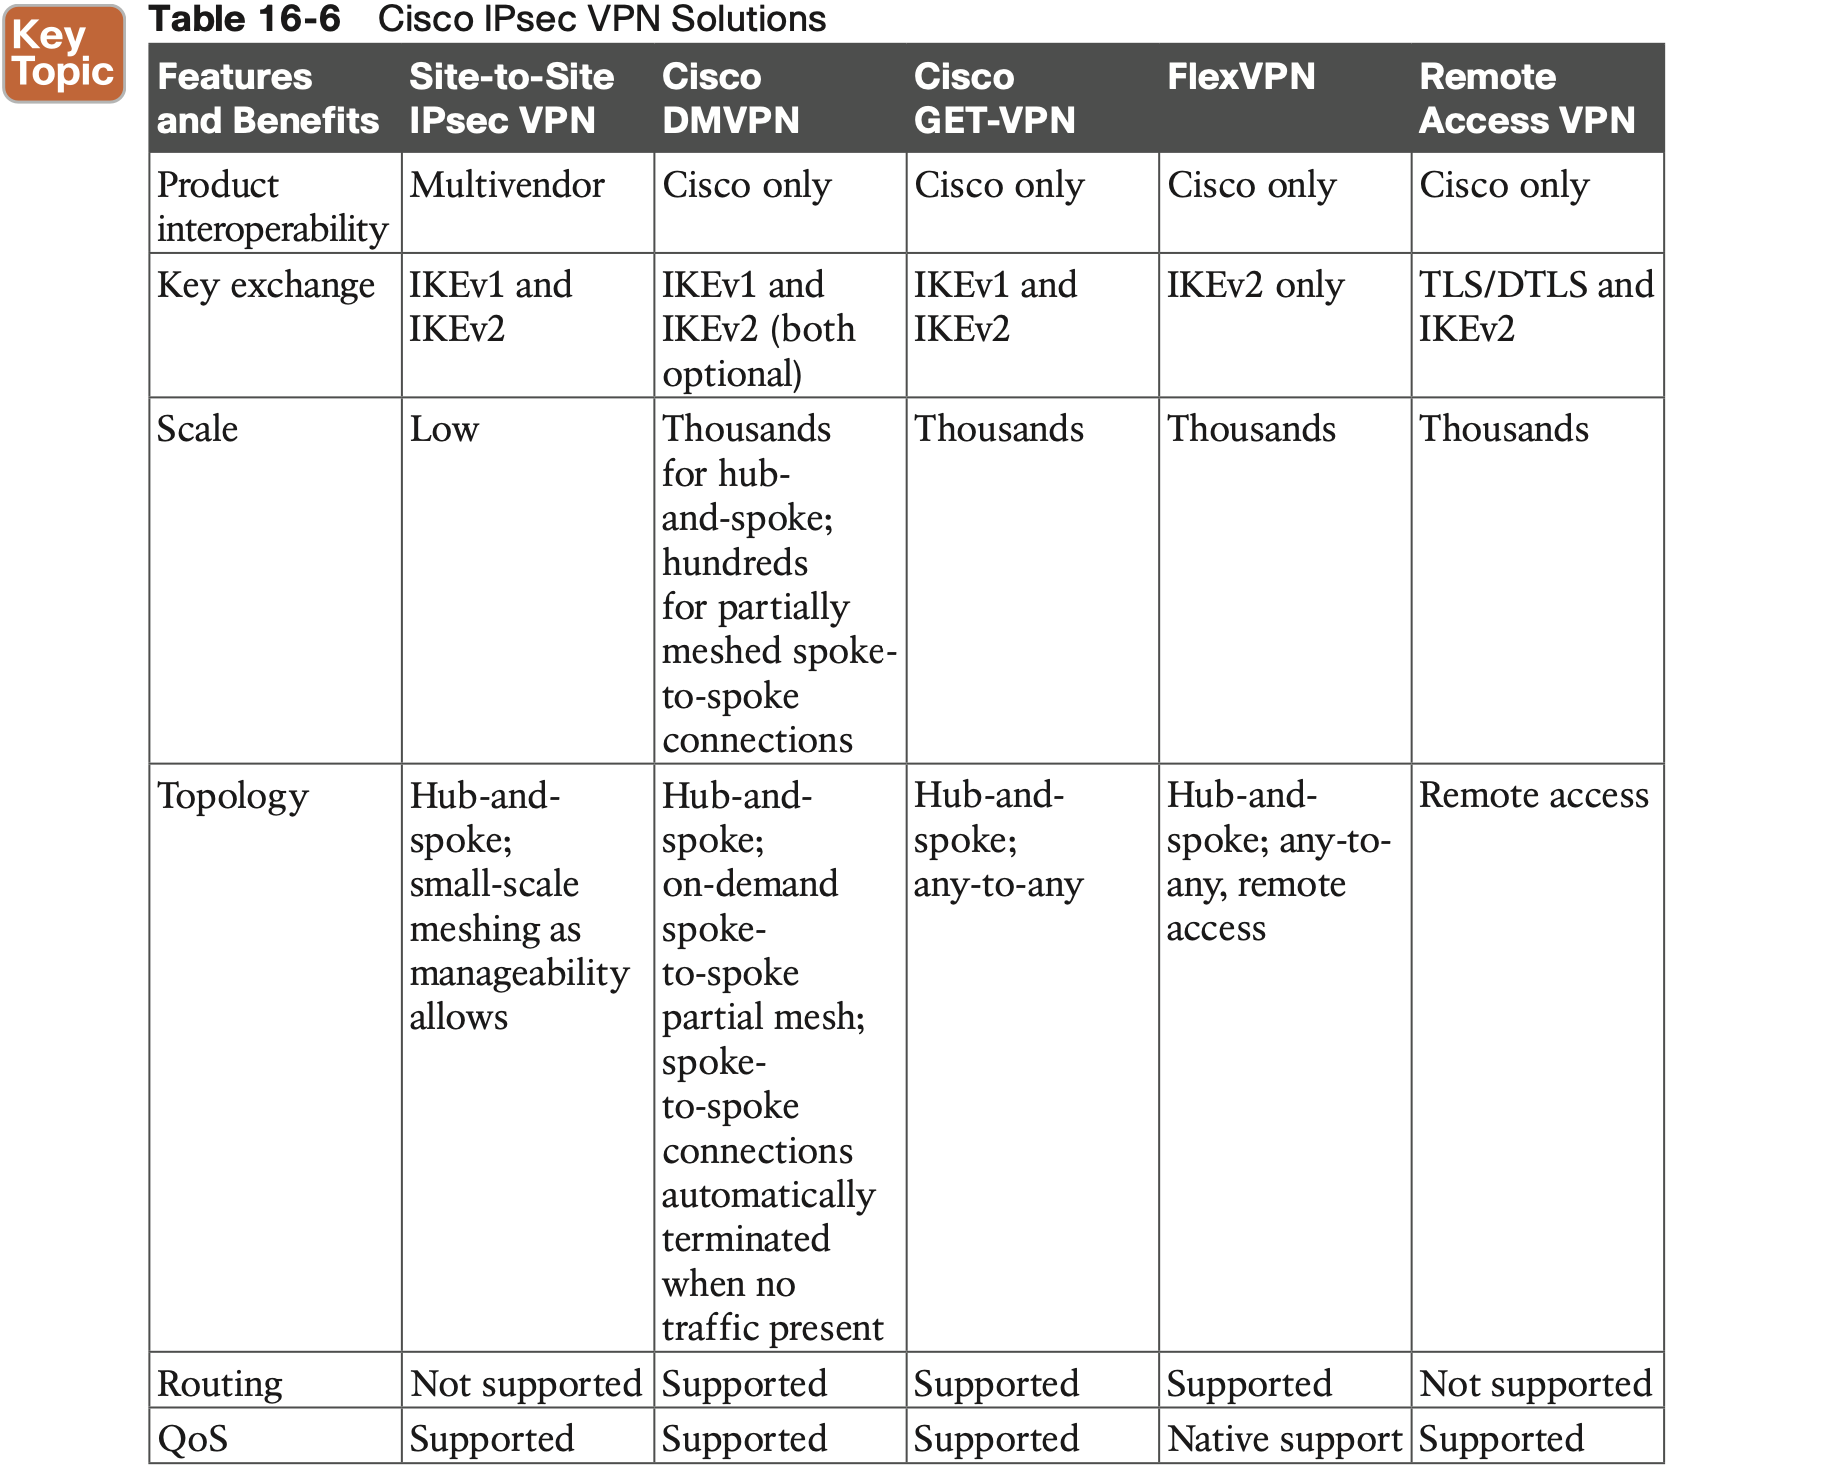 Key
Topic
Table 16-6 Cisco IPsec VPN Solutions
Features and Benefits | Site-to-Site IPsec VPN | Cisco DMVPN | Cisco GET-VPN | FlexVPN | Remote Access VPN
Product interoperability | Multivendor | Cisco only | Cisco only | Cisco only | Cisco only
Key exchange | IKEv1 and IKEv2 | IKEv1 and IKEv2 (both optional) | IKEv1 and IKEv2 | IKEv2 only | TLS/DTLS and IKEv2
Scale | Low | Thousands for hub-and-spoke; hundreds for partially meshed spoke-to-spoke connections | Thousands | Thousands | Thousands
Topology | Hub-and-spoke; small-scale meshing as manageability allows | Hub-and-spoke; on-demand spoke-to-spoke partial mesh; spoke-to-spoke connections automatically terminated when no traffic present | Hub-and-spoke; any-to-any | Hub-and-spoke; any-to-any, remote access | Remote access
Routing | Not supported | Supported | Supported | Supported | Not supported
QoS | Supported | Supported | Supported | Native support | Supported